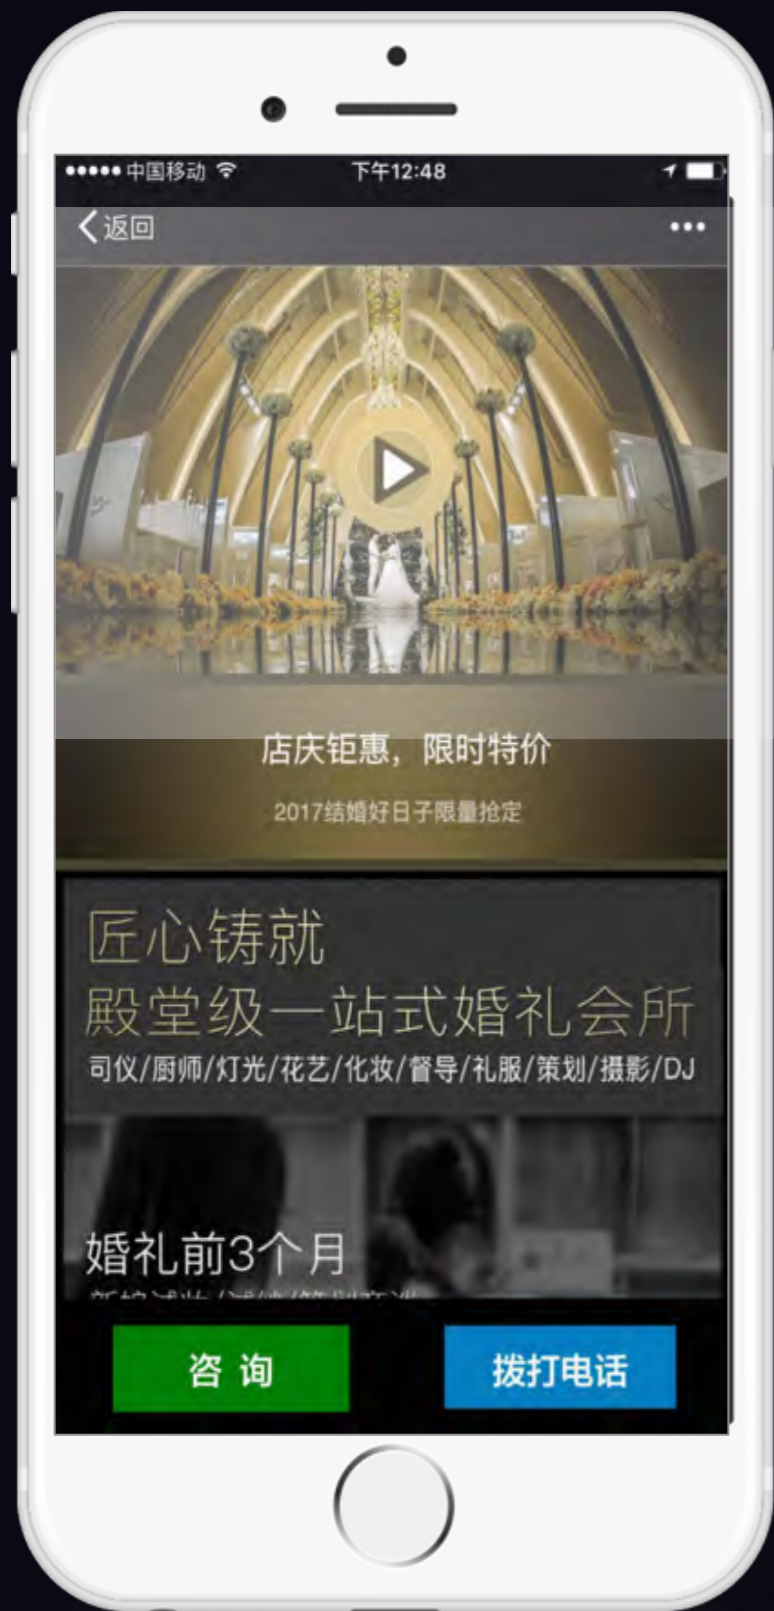 中国移动 下午12:48
返回
店庆钜惠，限时特价
2017结婚好日子限量抢定
匠心铸就
殿堂级一站式婚礼会所
司仪/厨师/灯光/花艺/化妆/督导/礼服/策划/摄影/DJ
婚礼前3个月
咨 询 拨打电话